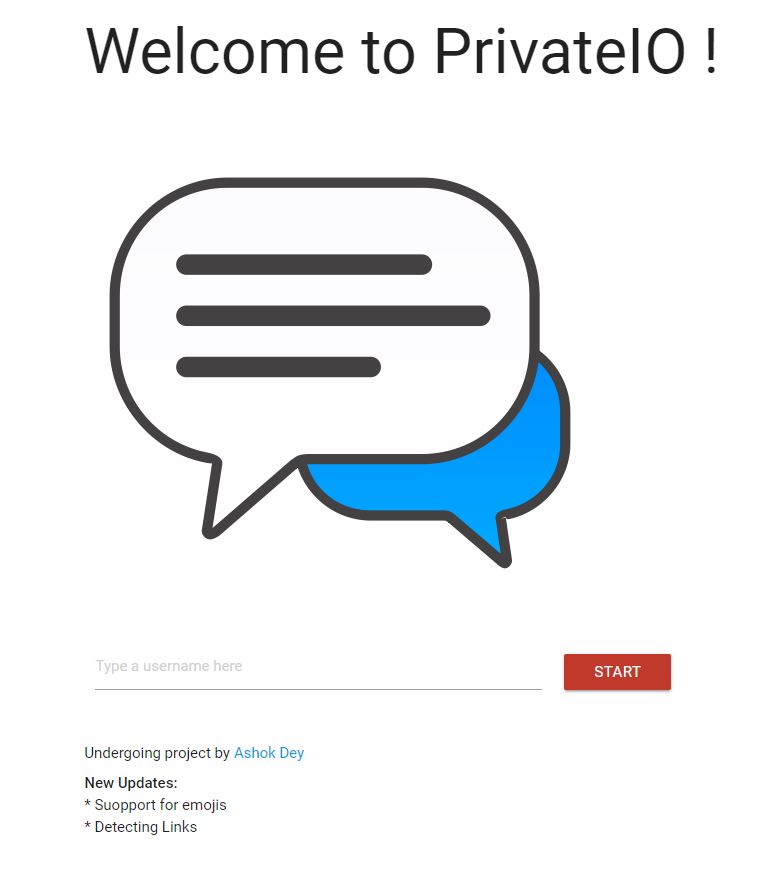 Welcome to PrivateIO !
Type a username here
START
Undergoing project by Ashok Dey
New Updates:
* Suopport for emojis
* Detecting Links